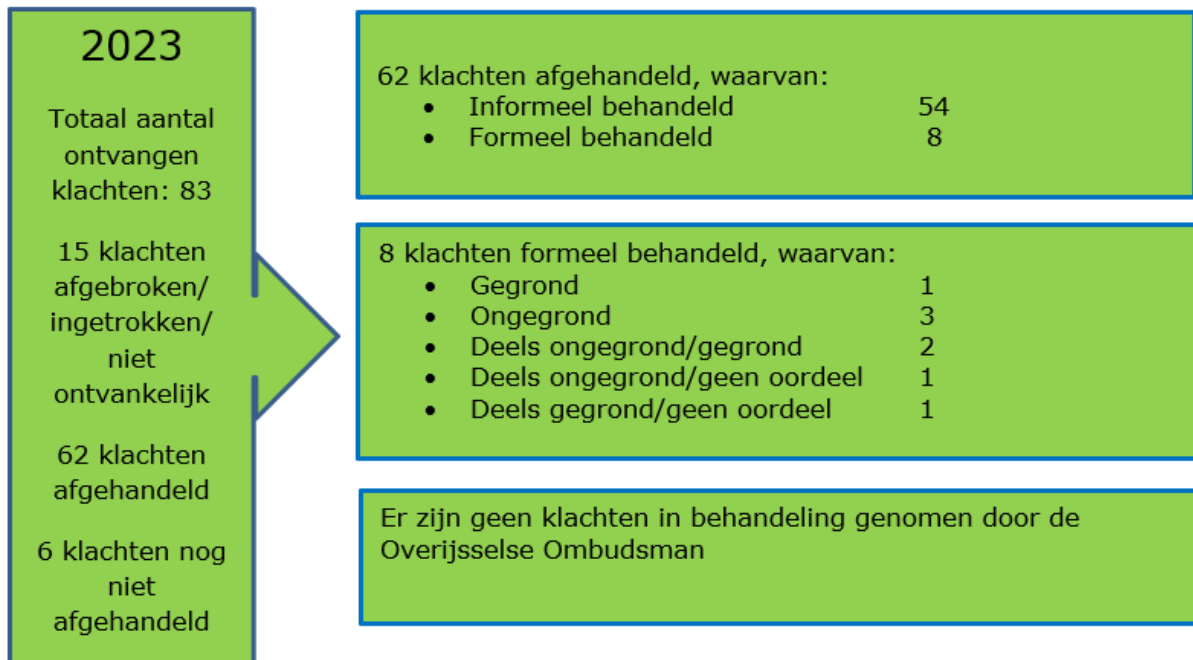 2023
Totaal aantal
ontvangen
klachten: 83
15 klachten
afgebroken/
ingetrokken/
niet
ontvankelijk
62 klachten
afgehandeld
6 klachten nog
niet
afgehandeld
62 klachten afgehandeld, waarvan:
• Informeel behandeld 54
• Formeel behandeld 8
8 klachten formeel behandeld, waarvan:
• Gegrond 1
• Ongegrond 3
• Deels ongegrond/gegrond 2
• Deels ongegrond/geen oordeel 1
• Deels gegrond/geen oordeel 1
Er zijn geen klachten in behandeling genomen door de
Overijsselse Ombudsman